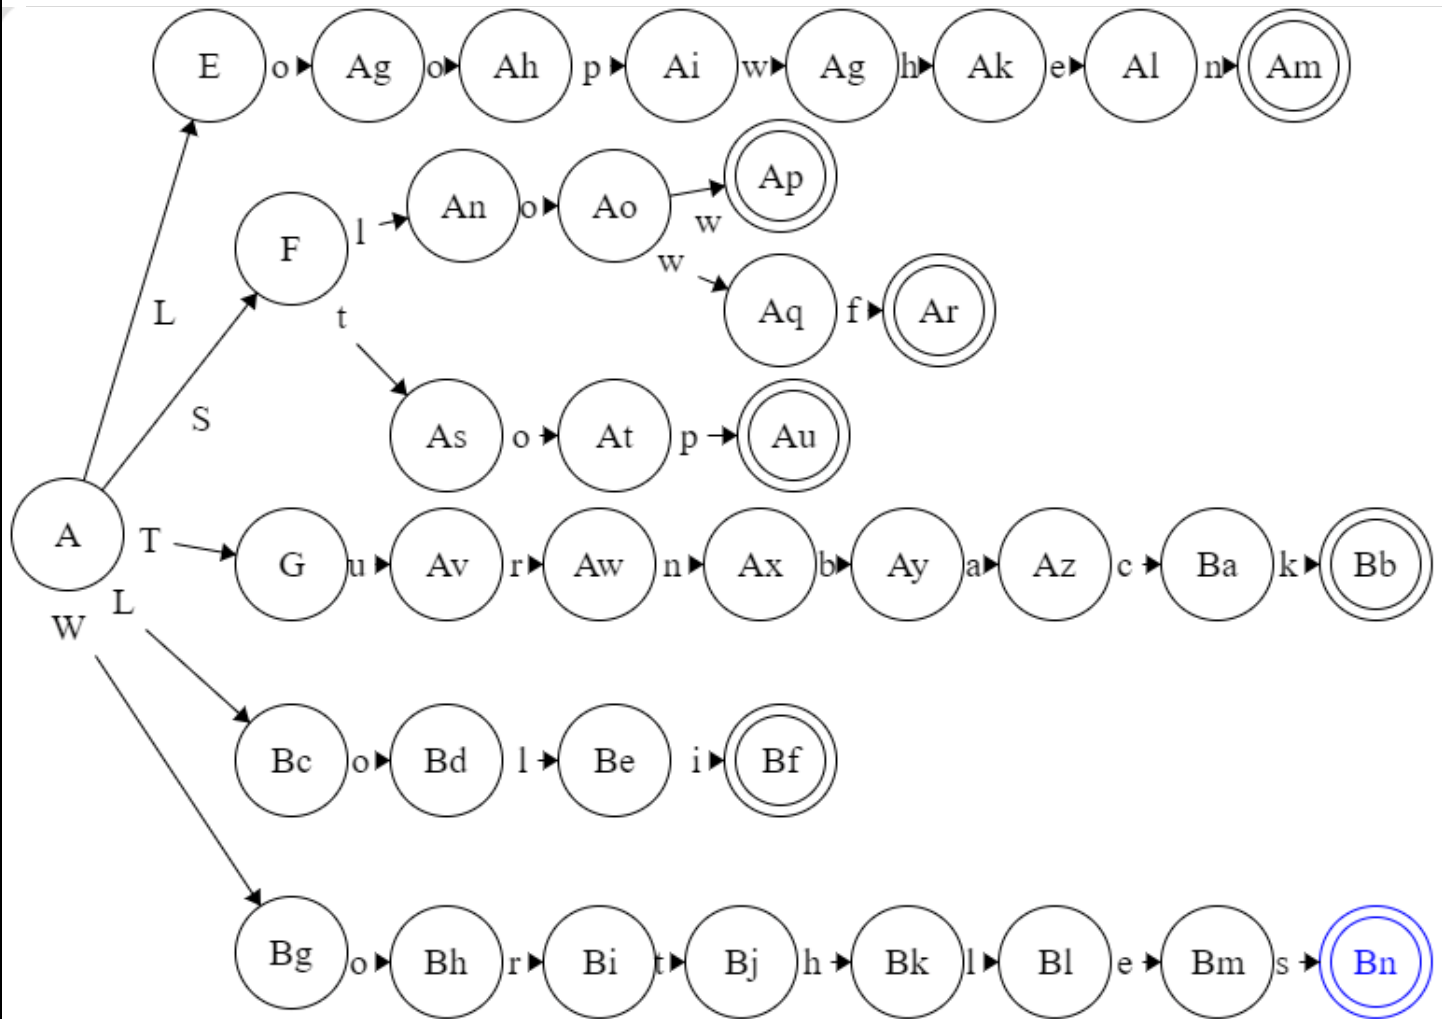 E o Ag o Ah p Ai w Ag h Ak e Al n Am
F l An o Ao w Ap
w Aq f Ar
t As o At p Au
L
S
A T G u Av r Aw n Ax b Ay a Az c Ba k Bb
L
W
Bc o Bd l Be i Bf
Bg o Bh r Bi t Bj h Bk l Bl e Bm s Bn